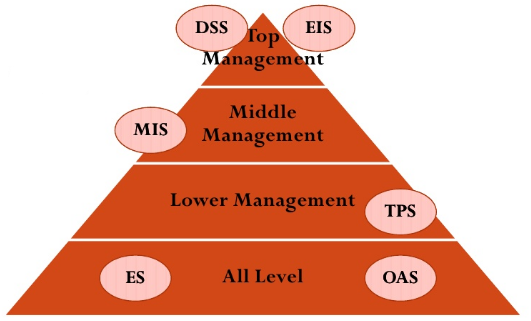 DSS
EIS
Top
Management
MIS
Middle
Management
Lower Management
TPS
ES
All Level
OAS